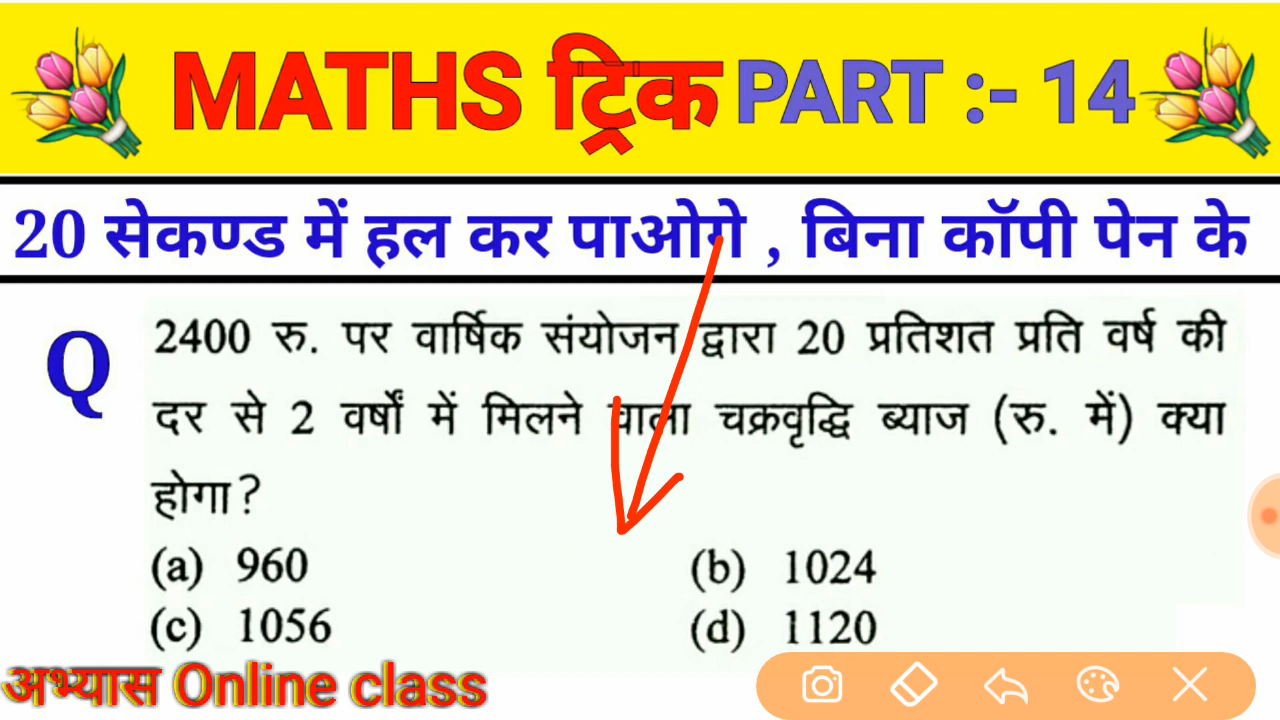 MATHS ट्रिक PART :- 14
20 सेकण्ड में हल कर पाओगे , बिना कॉपी पेन के
Q 2400 रु. पर वार्षिक संयोजन द्वारा 20 प्रतिशत प्रति वर्ष की
दर से 2 वर्षों में मिलने वाला चक्रवृद्धि ब्याज (रु. में) क्या
होगा?
(a) 960 (b) 1024
(c) 1056 (d) 1120
अभ्यास Online class